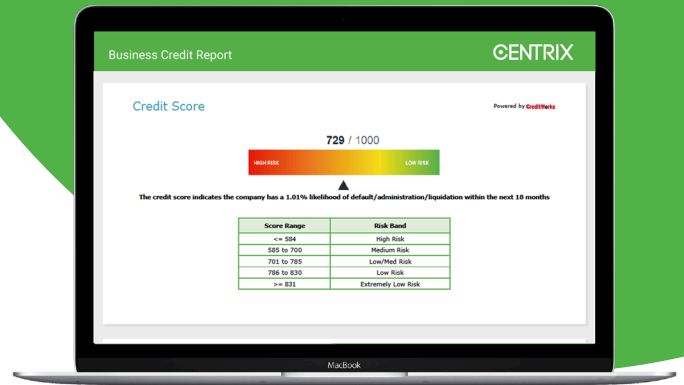 Business Credit Report
CENTRIX
Credit Score
Powered by CreditWorks
729 / 1000
HIGH RISK
LOW RISK
The credit score indicates the company has a 1.01% likelihood of default/administration/liquidation within the next 18 months
Score Range Risk Band
<= 584 High Risk
585 to 700 Medium Risk
701 to 785 Low/Med Risk
786 to 830 Low Risk
>= 831 Extremely Low Risk
MacBook